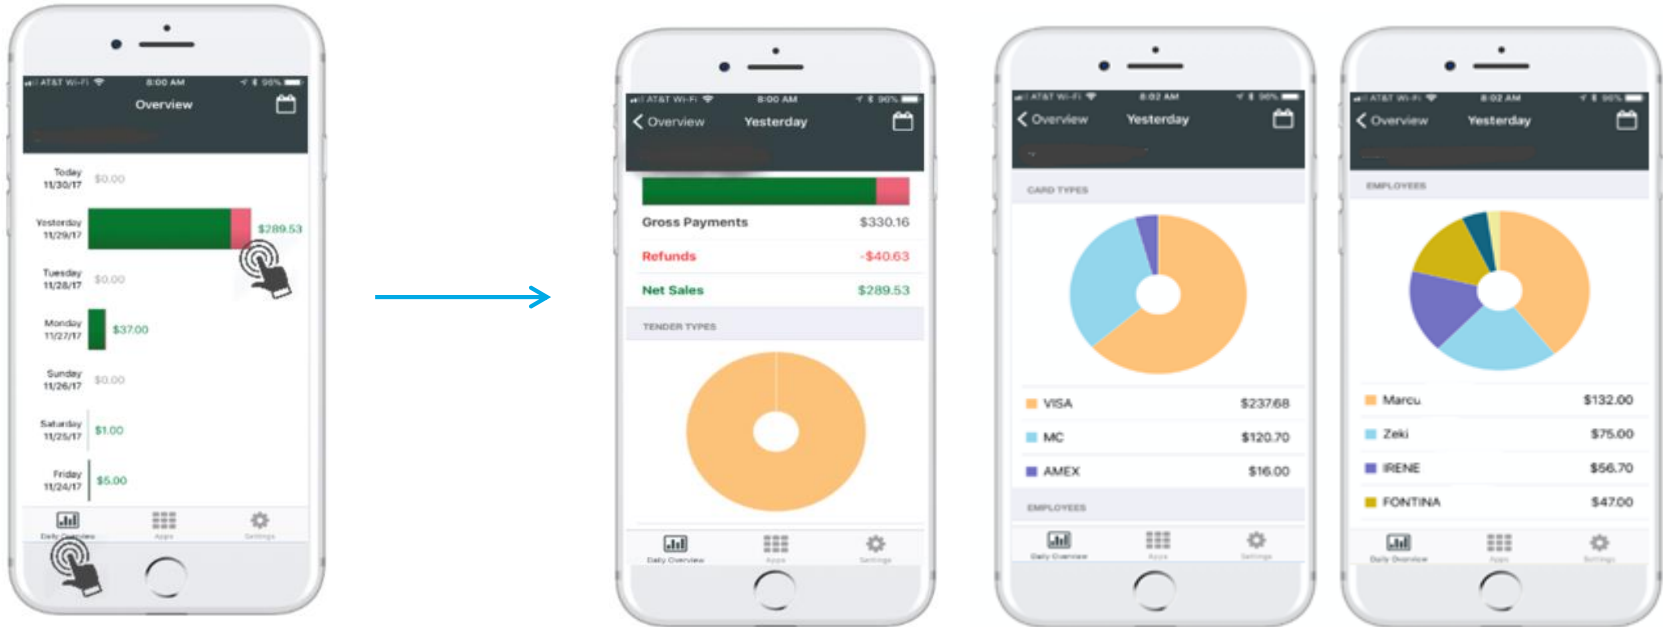 AT&T Wi-Fi 8:00 AM 96%
Overview
Today
11/30/17 $0.00
Yesterday
11/29/17 $289.53
Tuesday
11/28/17 $0.00
Monday
11/27/17 $37.00
Sunday
11/26/17 $0.00
Saturday
11/25/17 $1.00
Friday
11/24/17 $5.00
Daily Overview Apps Settings
AT&T Wi-Fi 8:00 AM
Overview Yesterday
Gross Payments $330.16
Refunds -$40.63
Net Sales $289.53
TENDER TYPES
Daily Overview Apps Settings
AT&T Wi-Fi 8:02 AM
Overview Yesterday
CARD TYPES
VISA $237.68
MC $120.70
AMEX $16.00
EMPLOYEES
Daily Overview Apps Settings
AT&T Wi-Fi 8:02 AM
Overview Yesterday
EMPLOYEES
Marcu $132.00
Zeki $75.00
IRENE $56.70
FONTINA $47.00
Daily Overview Apps Settings